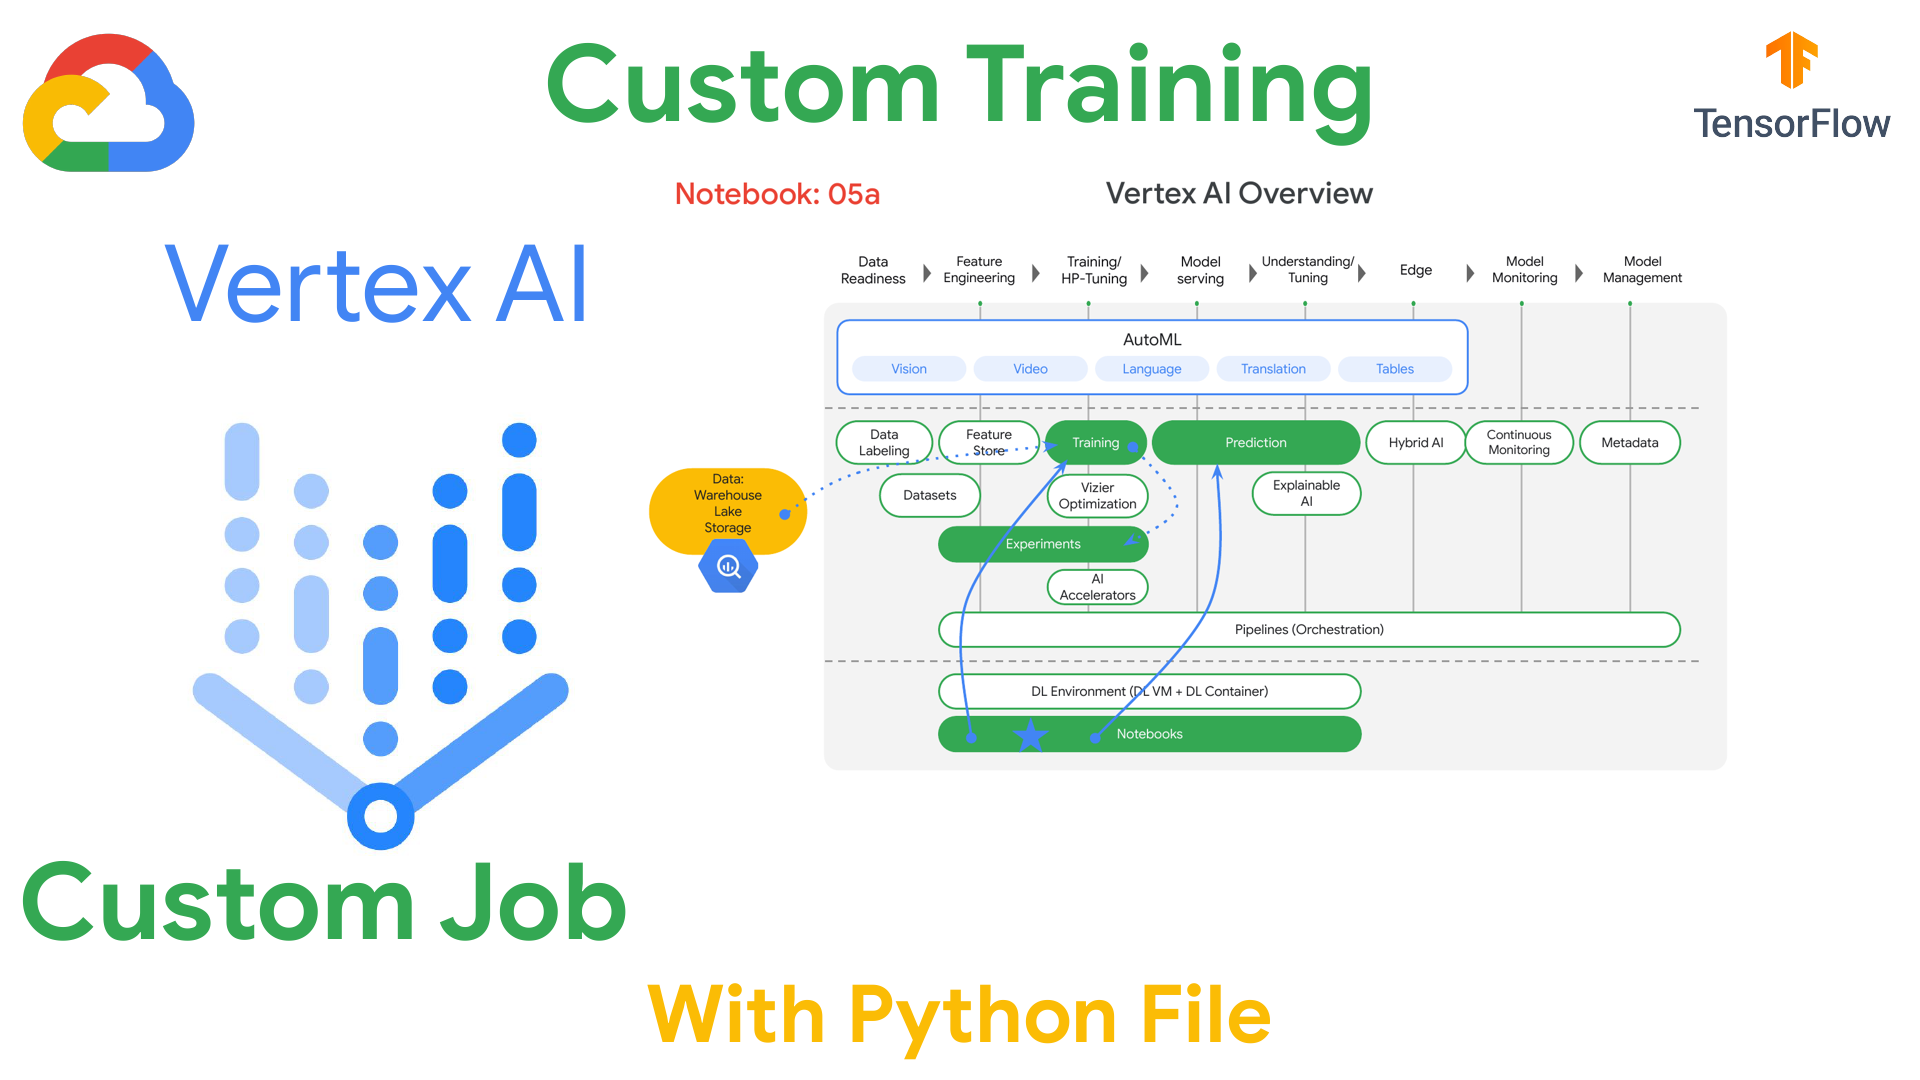 Custom Training
TensorFlow
Notebook: 05a
Vertex AI Overview
Vertex AI
Data
Readiness
Feature
Engineering
Training/
HP-Tuning
Model
serving
Understanding/
Tuning
Edge
Model
Monitoring
Model
Management
AutoML
Vision
Video
Language
Translation
Tables
Data
Labeling
Feature
Store
Training
Prediction
Hybrid AI
Continuous
Monitoring
Metadata
Data:
Warehouse
Lake
Storage
Datasets
Vizier
Optimization
Explainable
AI
Experiments
AI
Accelerators
Pipelines (Orchestration)
DL Environment (DL VM + DL Container)
Notebooks
Custom Job
With Python File